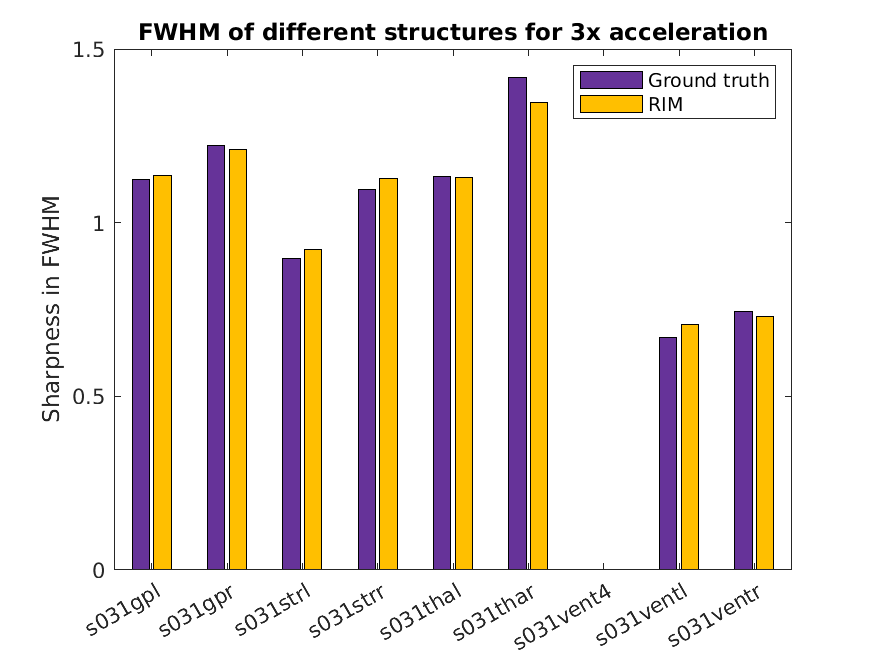 FWHM of different structures for 3x acceleration
Ground truth
RIM
Sharpness in FWHM
1.5
1
0.5
0
s031gpl
s031gpr
s031strl
s031strr
s031thal
s031thar
s031vent4
s031ventl
s031ventr